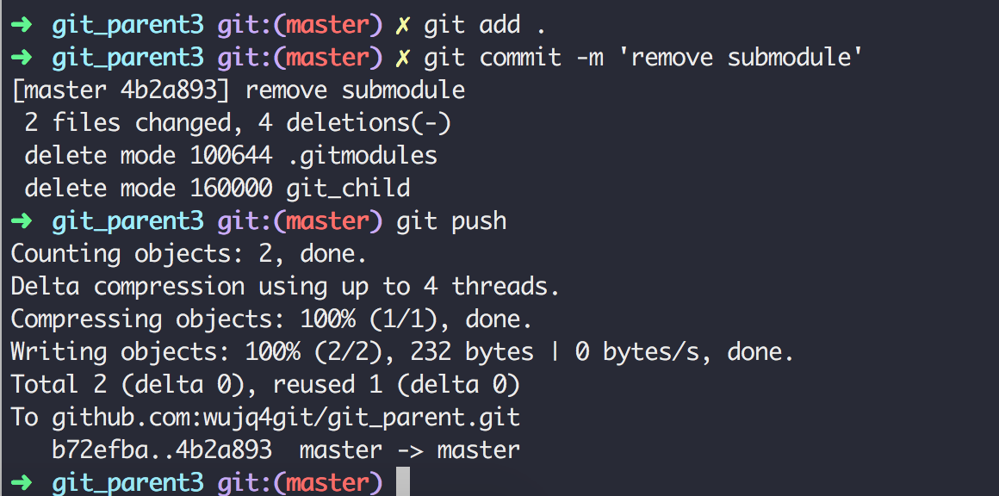 ➜  git_parent3 git:(master) ✗ git add .
➜  git_parent3 git:(master) ✗ git commit -m 'remove submodule'
[master 4b2a893] remove submodule
 2 files changed, 4 deletions(-)
 delete mode 100644 .gitmodules
 delete mode 160000 git_child
➜  git_parent3 git:(master) git push
Counting objects: 2, done.
Delta compression using up to 4 threads.
Compressing objects: 100% (1/1), done.
Writing objects: 100% (2/2), 232 bytes | 0 bytes/s, done.
Total 2 (delta 0), reused 1 (delta 0)
To github.com:wujq4git/git_parent.git
   b72efba..4b2a893  master -> master
➜  git_parent3 git:(master)